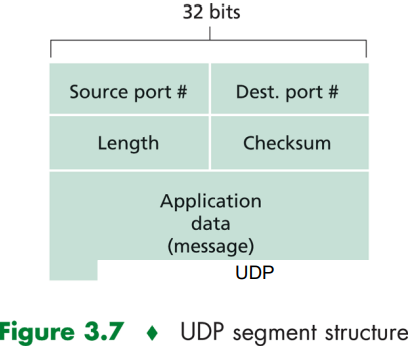 32 bits
Source port # Dest. port #
Length Checksum
Application
data
(message)
UDP
Figure 3.7 ♦ UDP segment structure